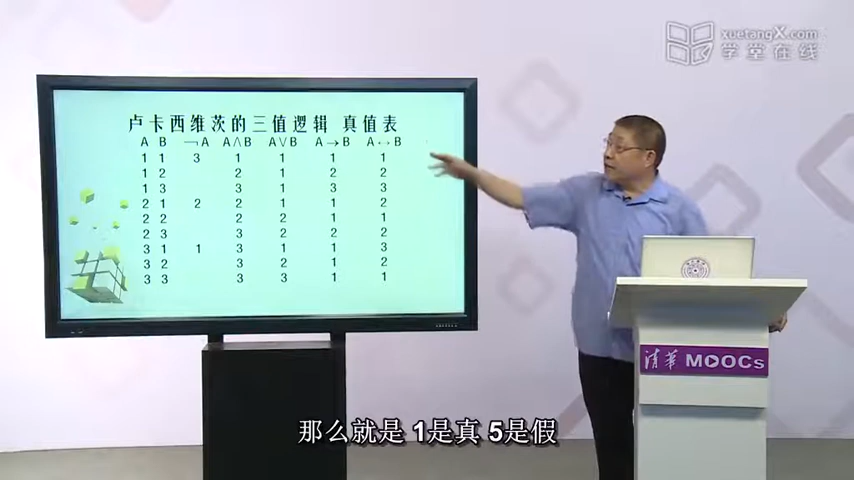 xuetangX.com
学堂在线
卢卡西维茨的三值逻辑 真值表
A B ¬A A∧B A∨B A→B A↔B
1 1 3 1 1 1 1
1 2 2 1 2 2
1 3 3 1 3 3
2 1 2 2 1 1 2
2 2 2 2 1 1
2 3 3 2 2 2
3 1 1 3 1 1 3
3 2 3 2 1 2
3 3 3 3 1 1
清华 MOOCs
那么就是 1是真 5是假